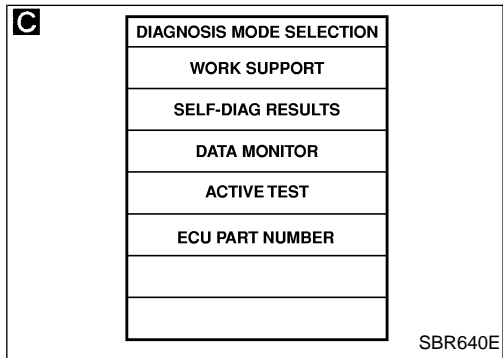 C
DIAGNOSIS MODE SELECTION
WORK SUPPORT
SELF-DIAG RESULTS
DATA MONITOR
ACTIVE TEST
ECU PART NUMBER
SBR640E